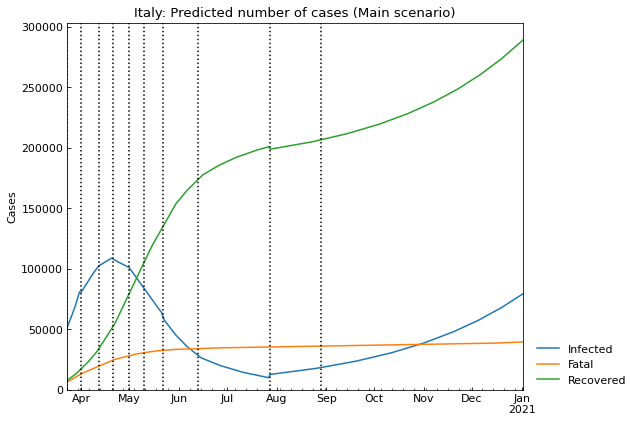 Italy: Predicted number of cases (Main scenario)
300000
250000
200000
150000
100000
50000
0
Cases
Apr May Jun Jul Aug Sep Oct Nov Dec Jan
2021
Infected
Fatal
Recovered